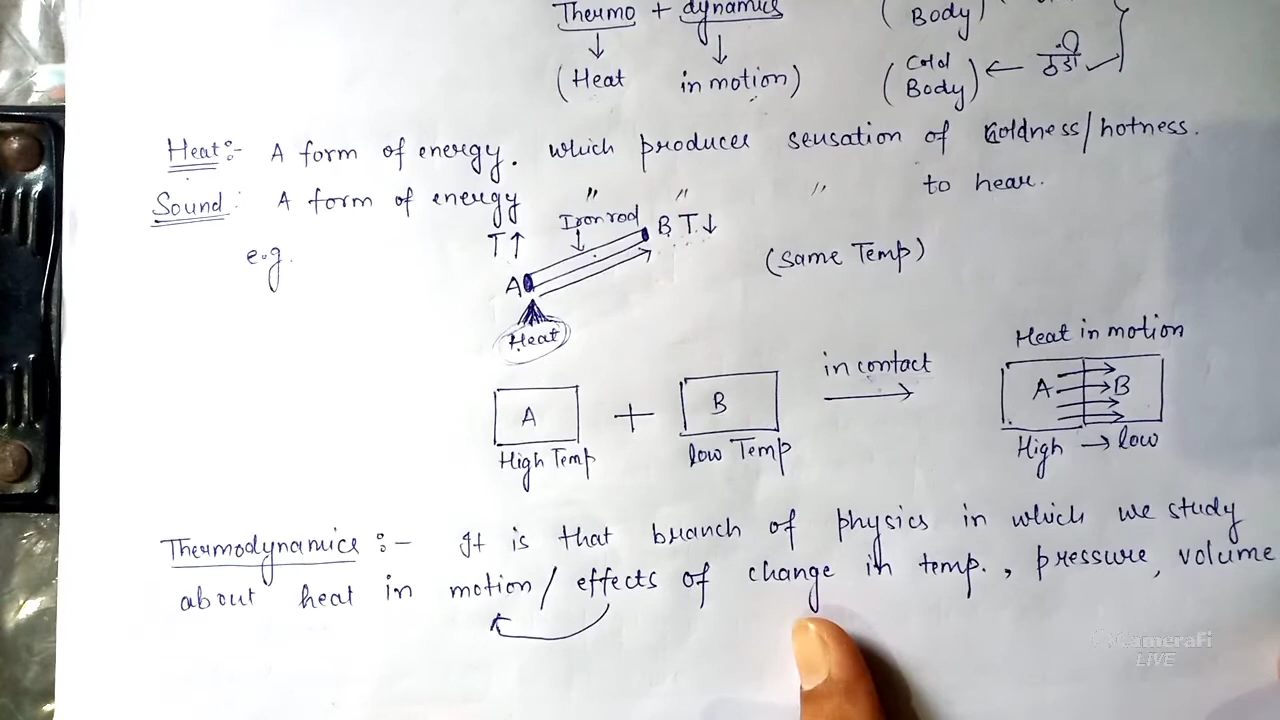 Thermo + dynamics
(Heat in motion)
( Body )
( Cold Body ) ←
Heat :- A form of energy. which produces sensation of coldness/hotness.
Sound : A form of energy " " " to hear.
e.g.
T↑
Iron rod
B T↓
A
Heat
(same Temp)
A
High Temp
+
B
low Temp
in contact
→
Heat in motion
A → B
High → low
Thermodynamics :- It is that branch of physics in which we study
about heat in motion / effects of change in temp. , pressure, volume
CameraFi
LIVE